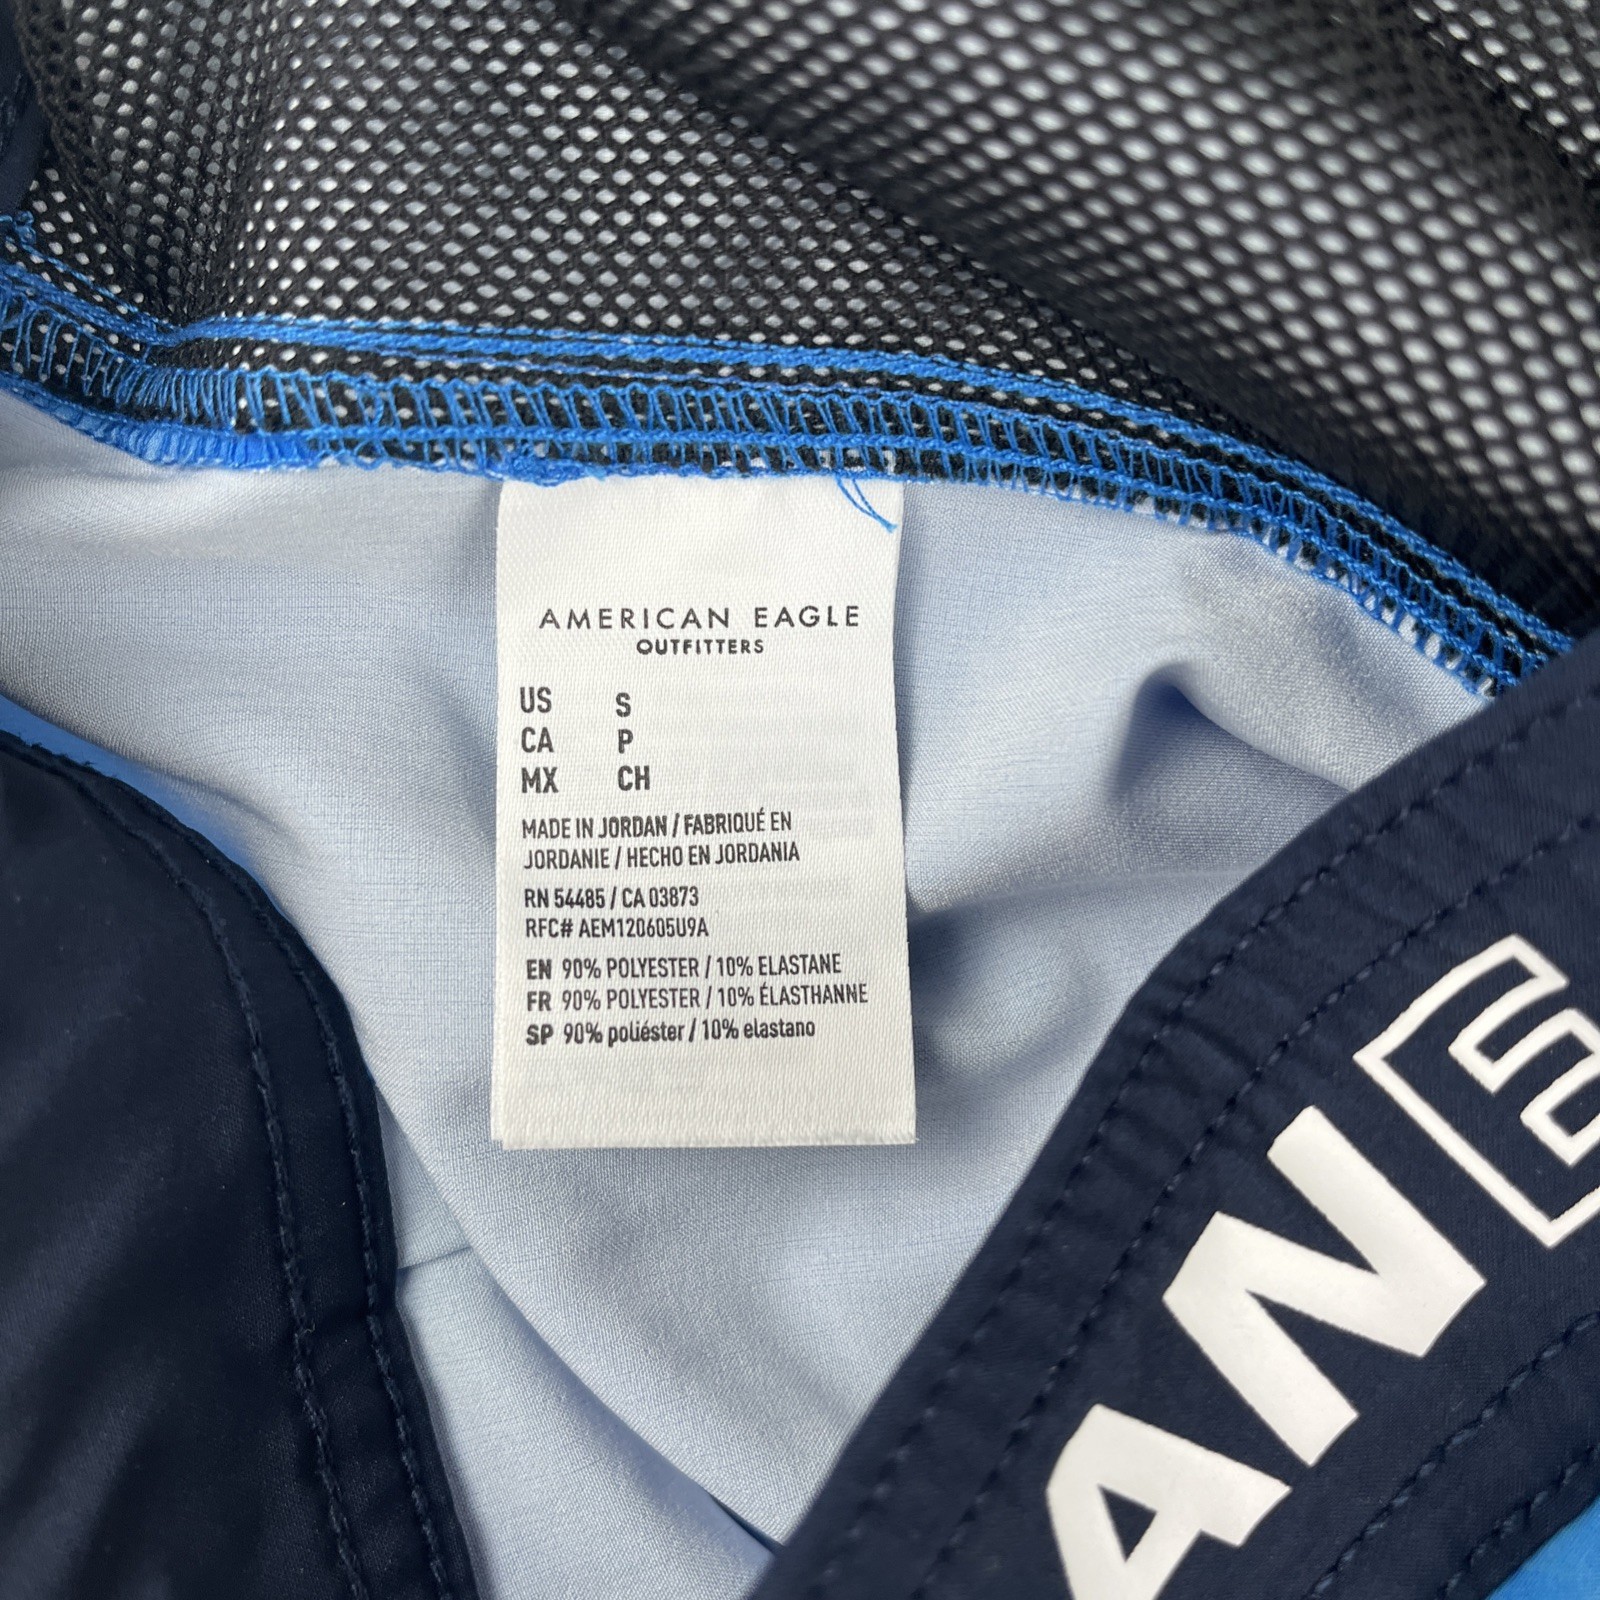 AMERICAN EAGLE
OUTFITTERS
US S
CA P
MX CH
MADE IN JORDAN / FABRIQUÉ EN
JORDANIE / HECHO EN JORDANIA
RN 54485 / CA 03873
RFC# AEM120605U9A
EN 90% POLYESTER / 10% ELASTANE
FR 90% POLYESTER / 10% ÉLASTHANNE
SP 90% poliéster / 10% elastano
AN